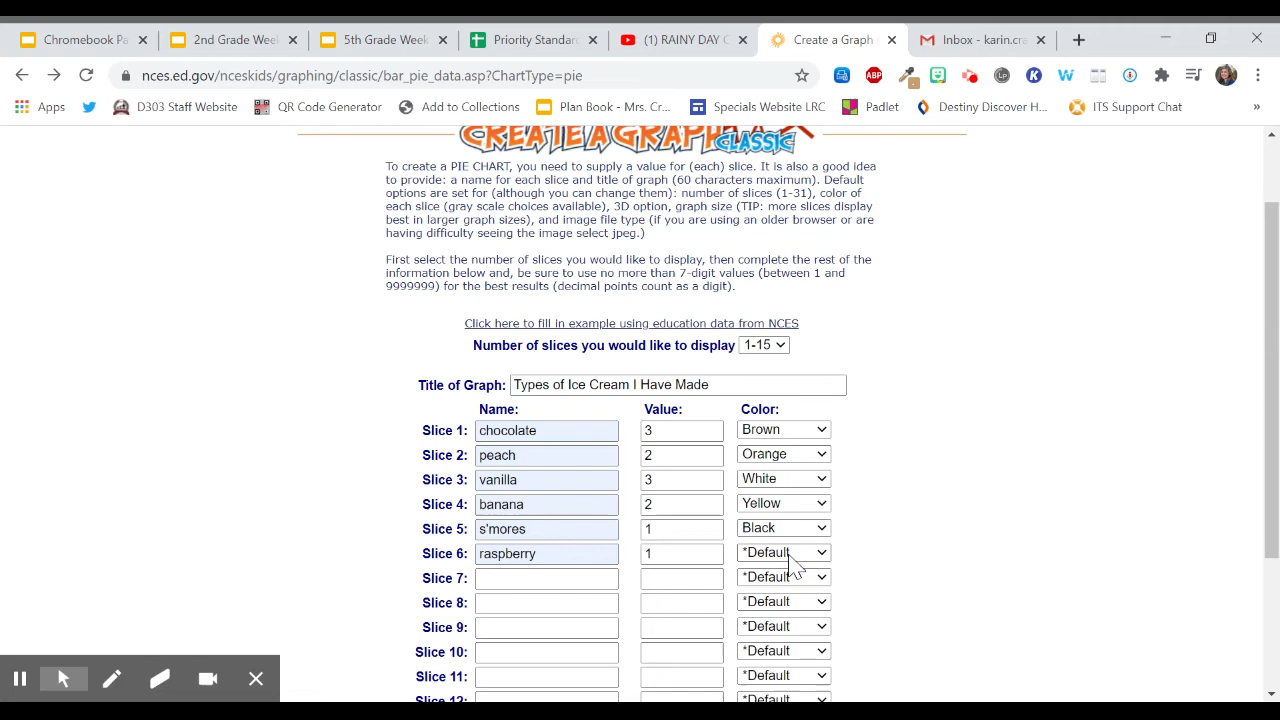 Chromebook Pa
2nd Grade Wee
5th Grade Week
Priority Standar
(1) RAINY DAY C
Create a Graph
Inbox - karin.cra
ncesed.gov/nceskids/graphing/classic/bar_pie_data.asp?ChartType=pie
ABP
Lp
K
W
Apps
D303 Staff Website
QR Code Generator
Add to Collections
Plan Book - Mrs. Cr...
Specials Website LRC
Padlet
Destiny Discover H...
ITS Support Chat
»
CREATE A GRAPH
CLASSIC
To create a PIE CHART, you need to supply a value for (each) slice. It is also a good idea
to provide: a name for each slice and title of graph (60 characters maximum). Default
options are set for (although you can change them): number of slices (1-31), color of
each slice (gray scale choices available), 3D option, graph size (TIP: more slices display
best in larger graph sizes), and image file type (if you are using an older browser or are
having difficulty seeing the image select jpeg.)
First select the number of slices you would like to display, then complete the rest of the
information below and, be sure to use no more than 7-digit values (between 1 and
9999999) for the best results (decimal points count as a digit).
Click here to fill in example using education data from NCES
Number of slices you would like to display 1-15
Title of Graph: Types of Ice Cream I Have Made
Name: Value: Color:
Slice 1: chocolate 3 Brown
Slice 2: peach 2 Orange
Slice 3: vanilla 3 White
Slice 4: banana 2 Yellow
Slice 5: s'mores 1 Black
Slice 6: raspberry 1 *Default
Slice 7: *Default
Slice 8: *Default
Slice 9: *Default
Slice 10: *Default
Slice 11: *Default
Slice 12: *Default